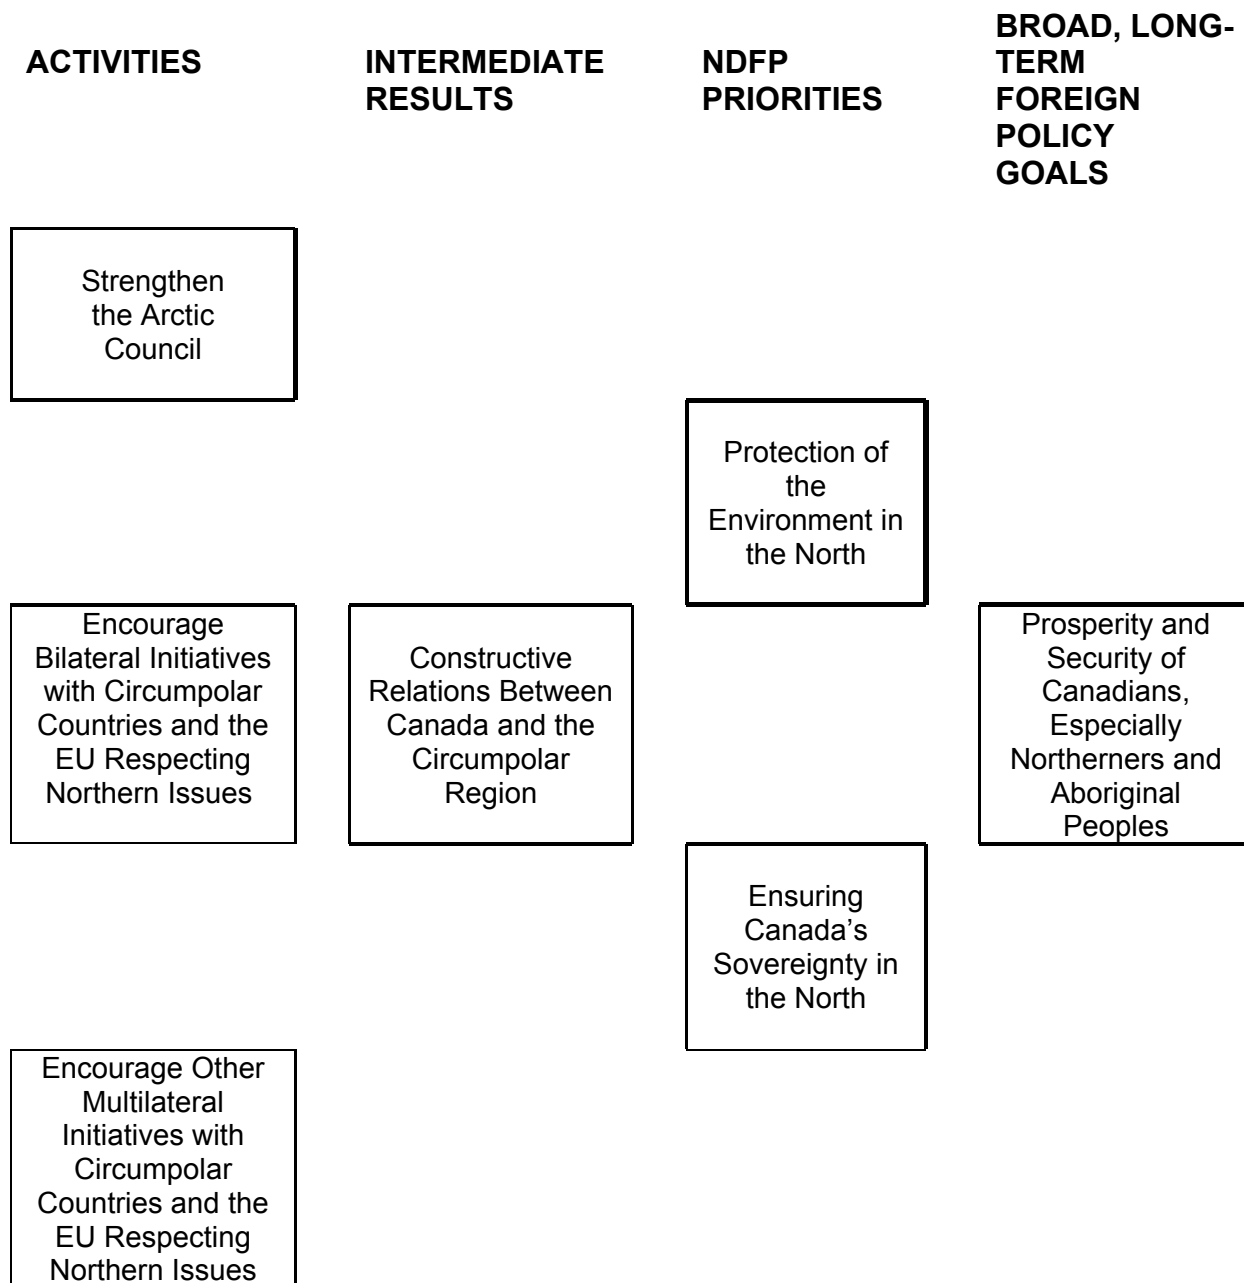 ACTIVITIES
INTERMEDIATE
RESULTS
NDFP
PRIORITIES
BROAD, LONG-
TERM
FOREIGN
POLICY
GOALS
Strengthen
the Arctic
Council
Protection of
the
Environment in
the North
Encourage
Bilateral Initiatives
with Circumpolar
Countries and the
EU Respecting
Northern Issues
Constructive
Relations Between
Canada and the
Circumpolar
Region
Prosperity and
Security of
Canadians,
Especially
Northerners and
Aboriginal
Peoples
Ensuring
Canada’s
Sovereignty in
the North
Encourage Other
Multilateral
Initiatives with
Circumpolar
Countries and the
EU Respecting
Northern Issues